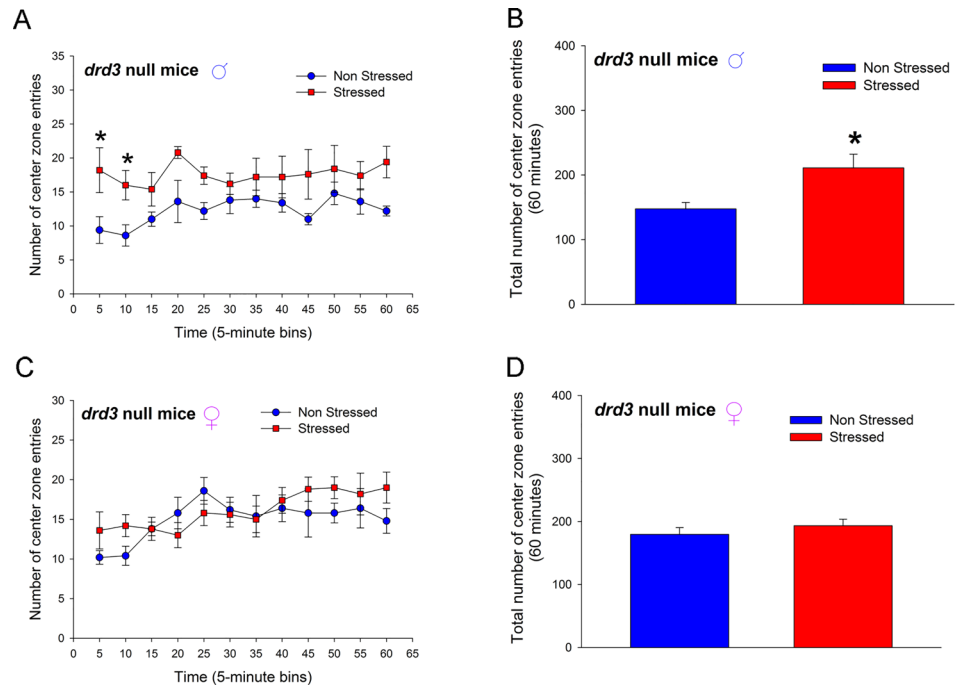 A
drd3 null mice ♂
Non Stressed
Stressed
Number of center zone entries
35
30
25
20
15
10
5
0
* *
0 5 10 15 20 25 30 35 40 45 50 55 60 65
Time (5-minute bins)
B
drd3 null mice ♂
Non Stressed
Stressed
Total number of center zone entries
(60 minutes)
400
300
200
100
0
*
C
drd3 null mice ♀
Non Stressed
Stressed
Number of center zone entries
30
25
20
15
10
5
0
0 5 10 15 20 25 30 35 40 45 50 55 60 65
Time (5-minute bins)
D
drd3 null mice ♀
Non Stressed
Stressed
Total number of center zone entries
(60 minutes)
400
300
200
100
0